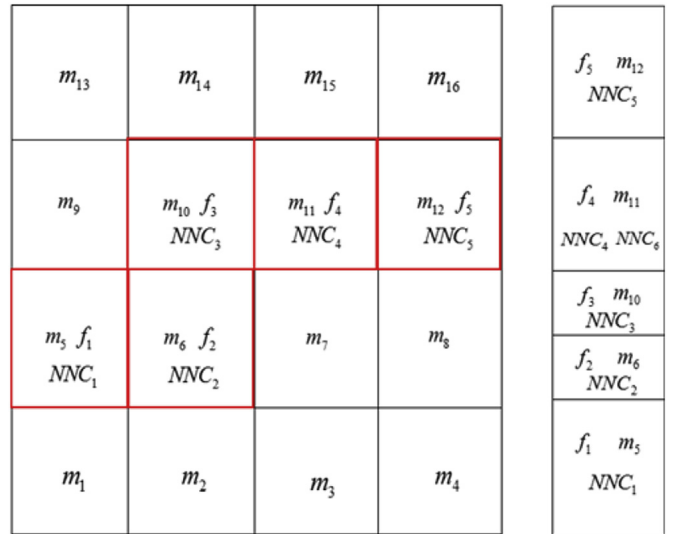 m₁₃ m₁₄ m₁₅ m₁₆
m₉ m₁₀ f₃ m₁₁ f₄ m₁₂ f₅
NNC₃ NNC₄ NNC₅
m₅ f₁ m₆ f₂ m₇ m₈
NNC₁ NNC₂
m₁ m₂ m₃ m₄
f₅ m₁₂
NNC₅
f₄ m₁₁
NNC₄ NNC₆
f₃ m₁₀
NNC₃
f₂ m₆
NNC₂
f₁ m₅
NNC₁